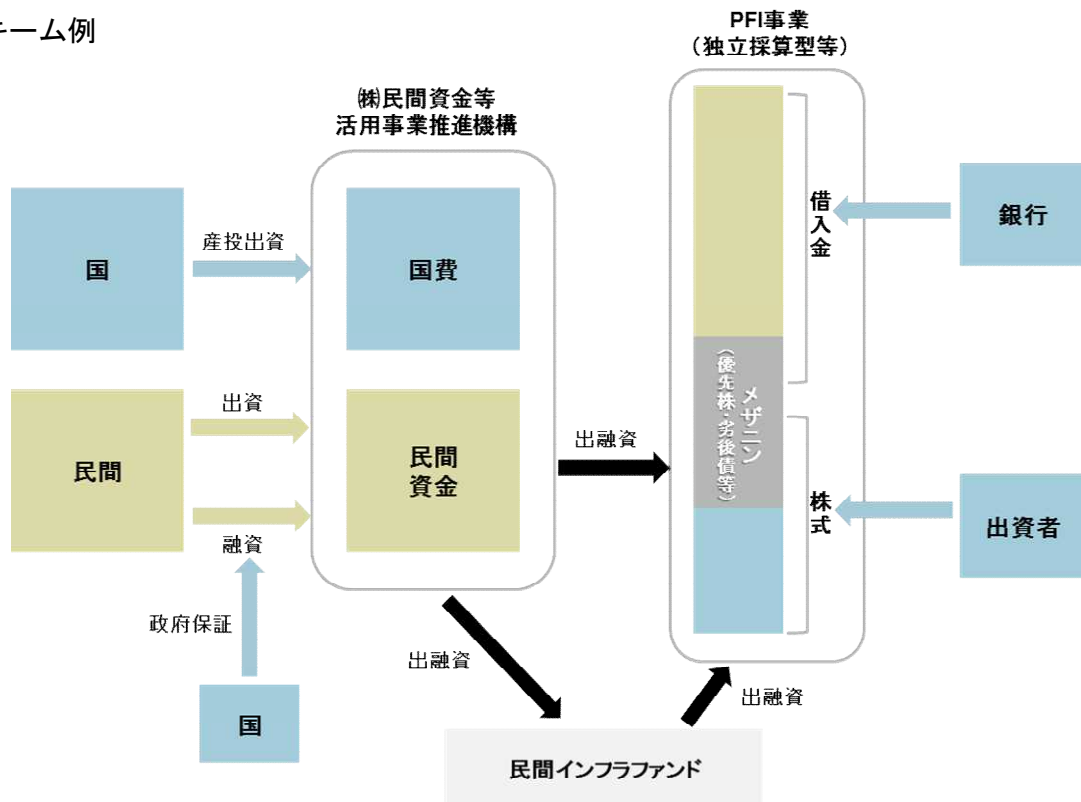 キーム例
PFI事業
（独立採算型等）
㈱民間資金等
活用事業推進機構
国
産投出資
国費
借入金
銀行
民間
出資
融資
民間
資金
出融資
メザニン
（優先株・劣後債等）
株式
出資者
政府保証
国
出融資
出融資
民間インフラファンド